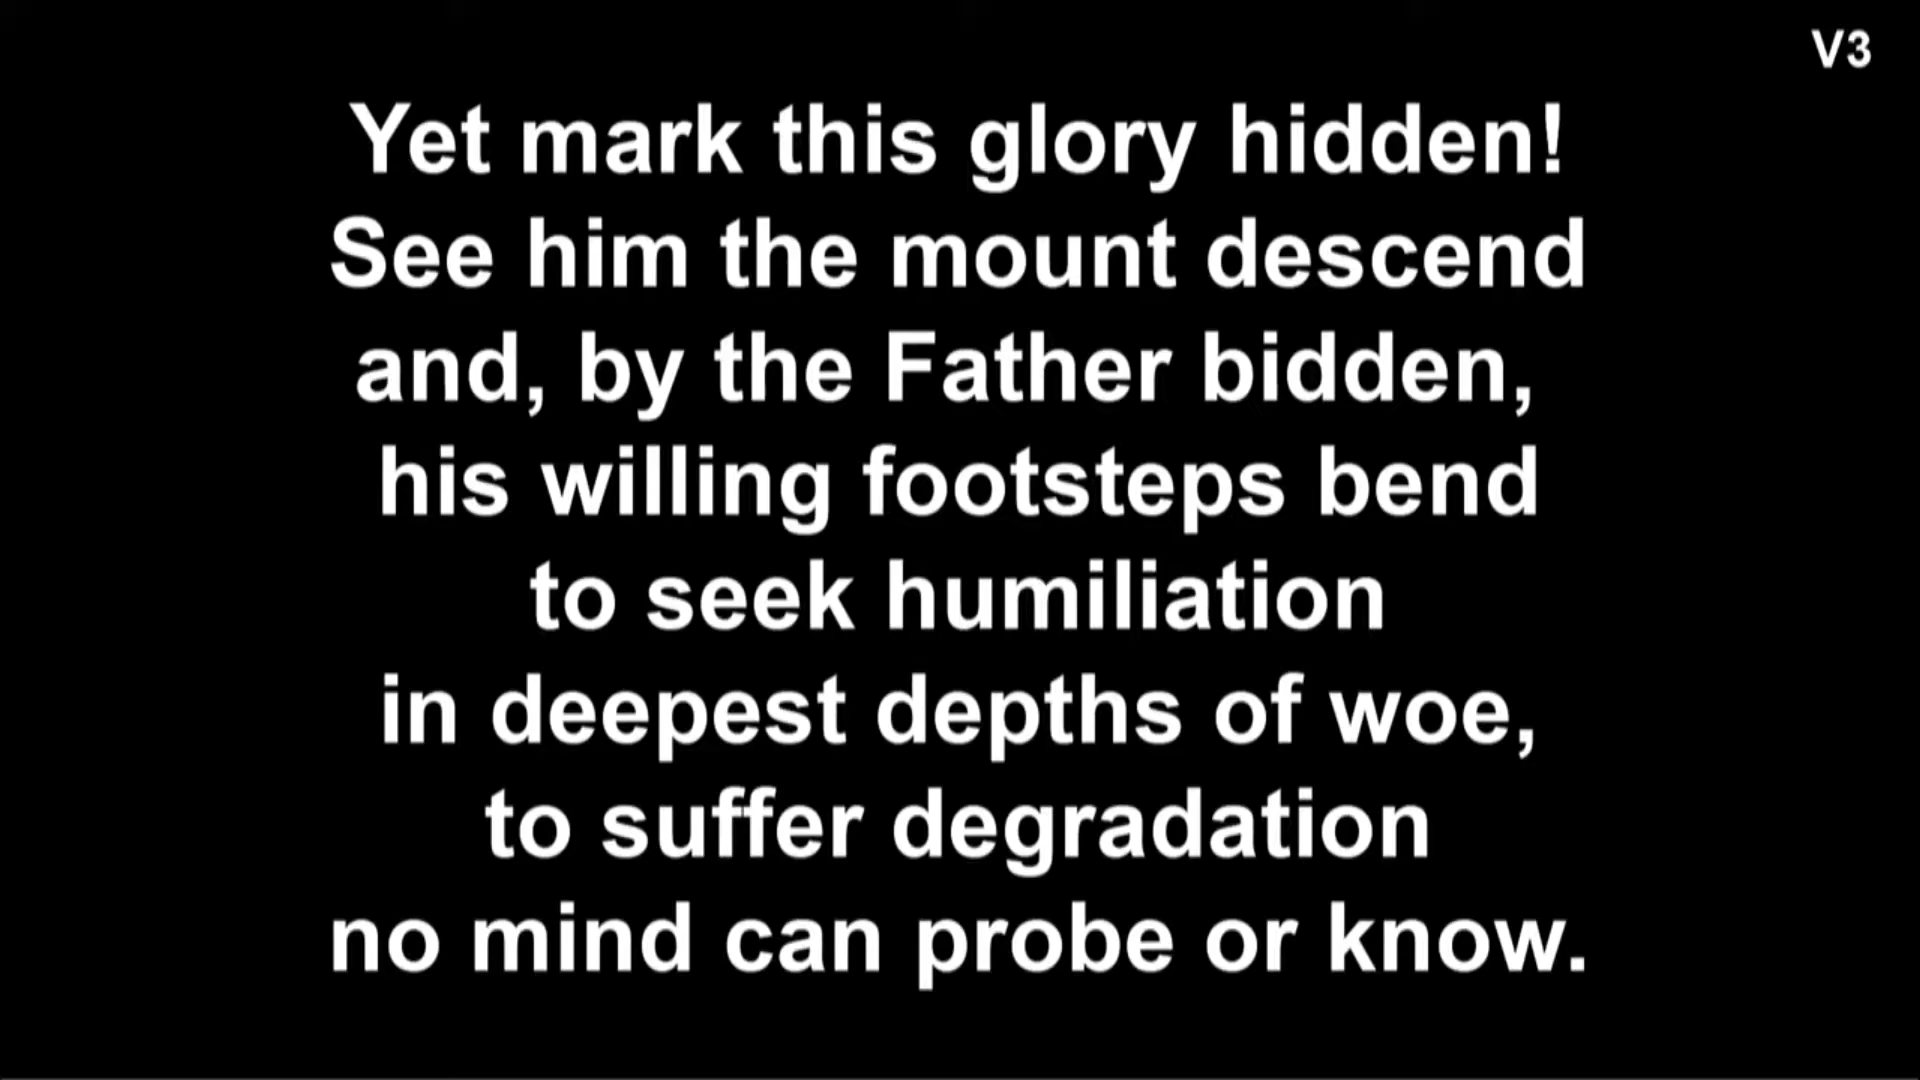 V3
Yet mark this glory hidden!
See him the mount descend
and, by the Father bidden,
his willing footsteps bend
to seek humiliation
in deepest depths of woe,
to suffer degradation
no mind can probe or know.